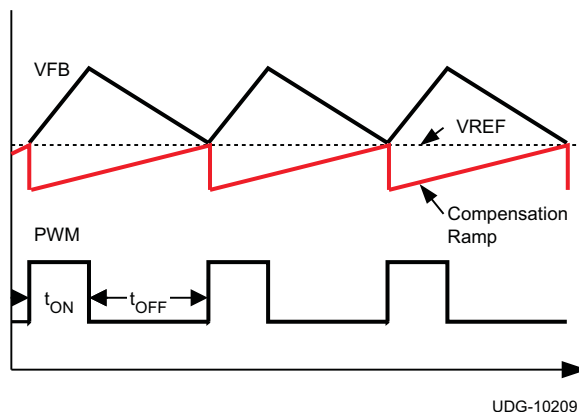 VFB
VREF
Compensation
Ramp
PWM
tON
tOFF
UDG-10209